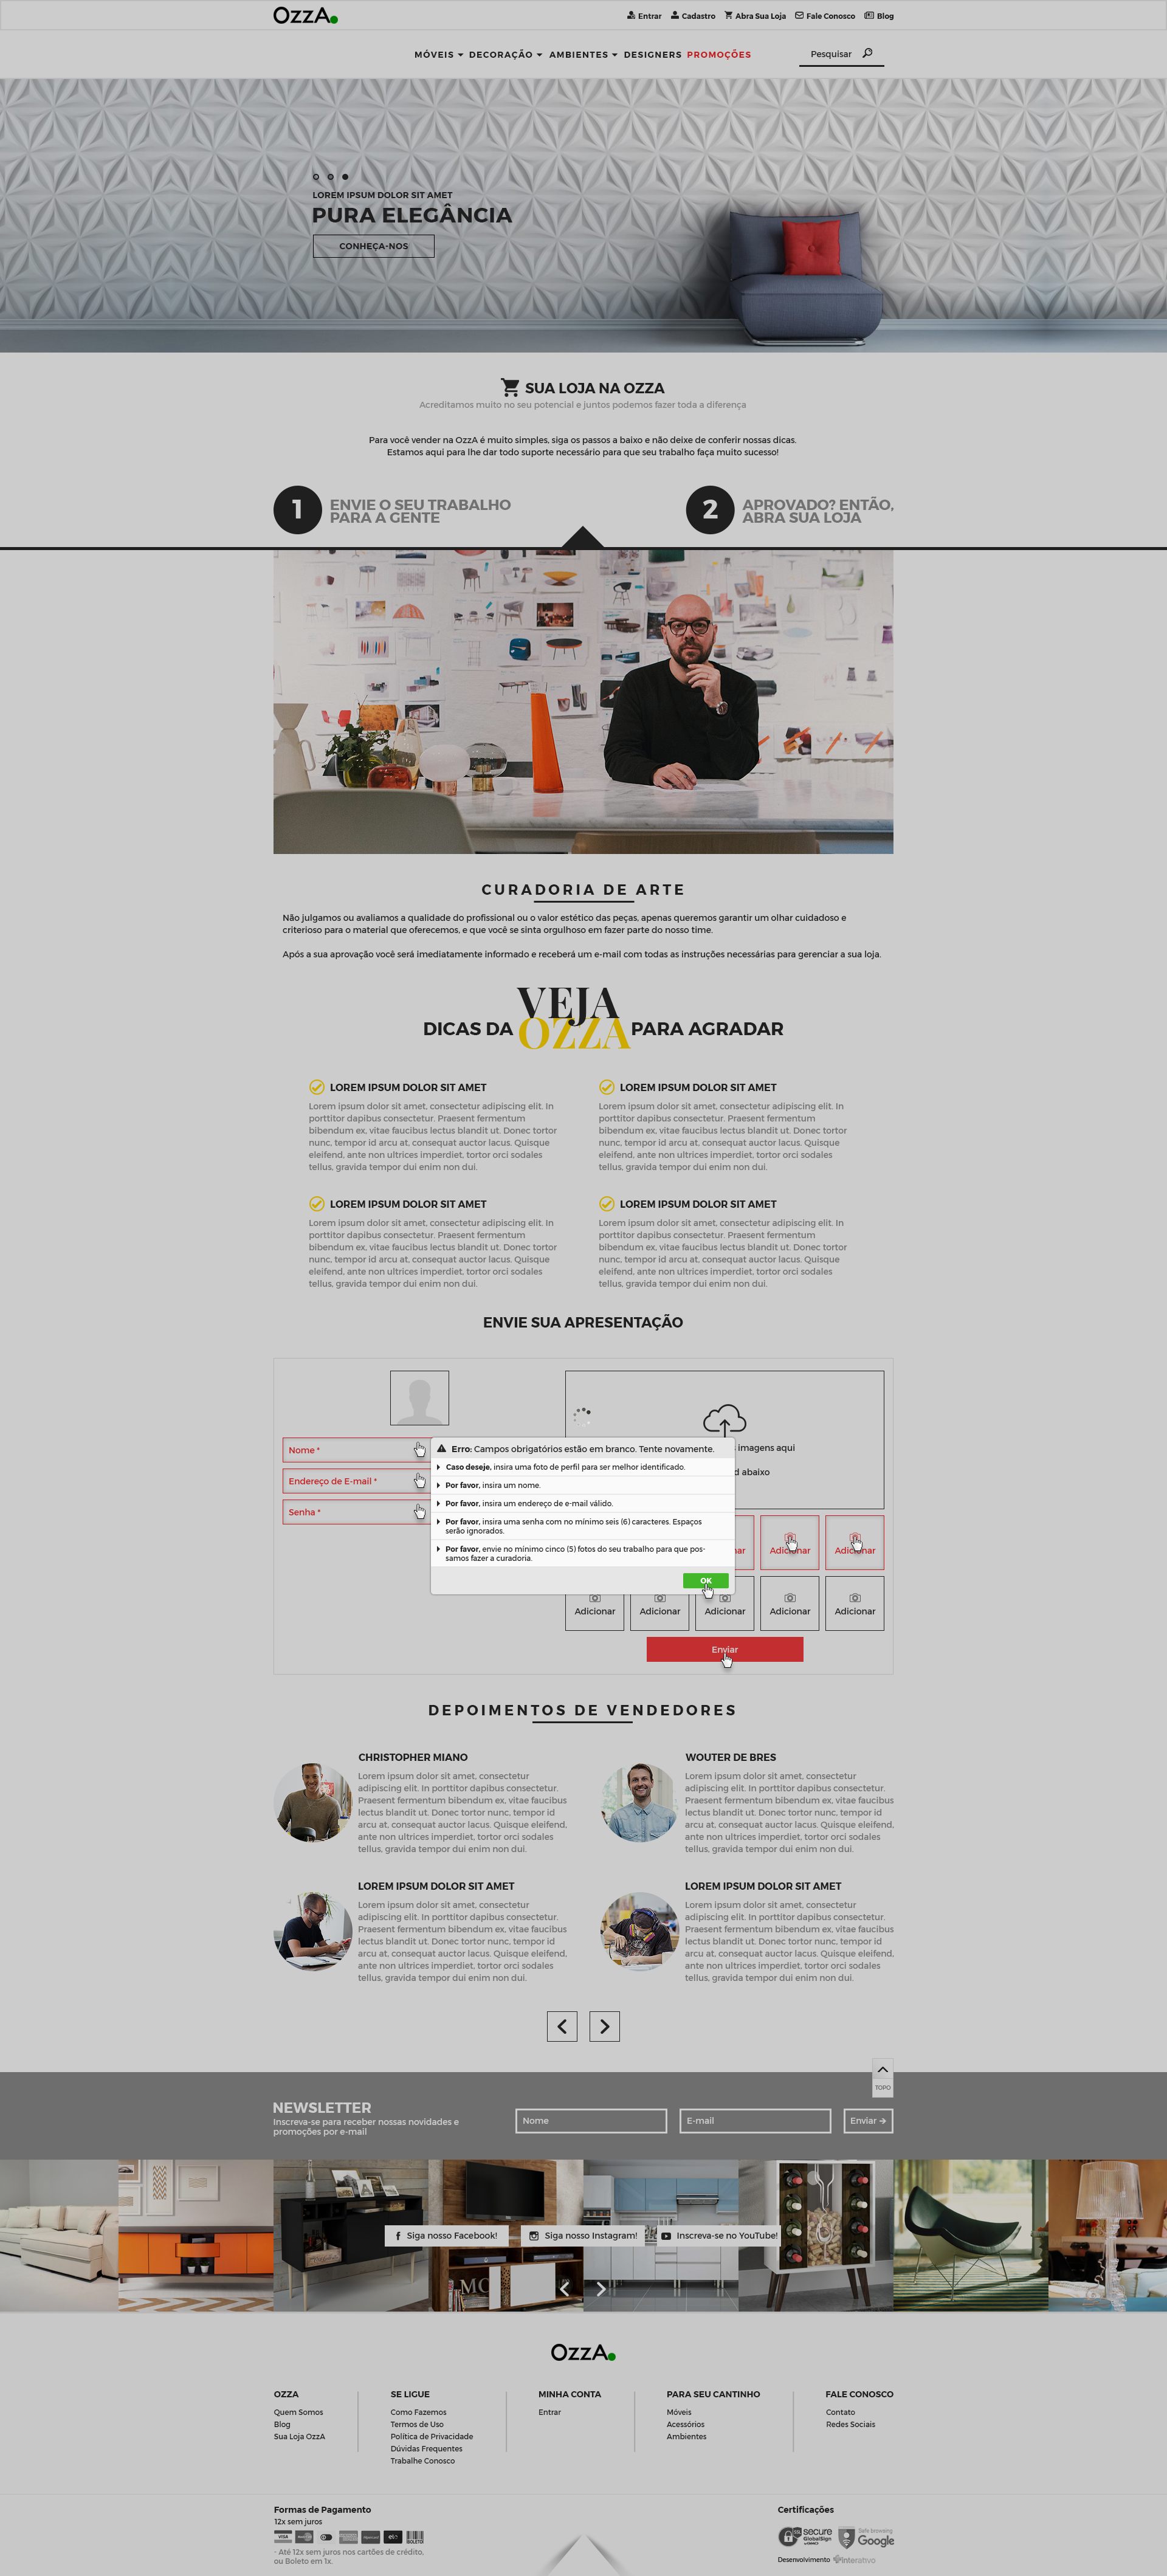 OzzA
Entrar Cadastro Abra Sua Loja Fale Conosco Blog
MÓVEIS DECORAÇÃO AMBIENTES DESIGNERS PROMOÇÕES Pesquisar
LOREM IPSUM DOLOR SIT AMET
PURA ELEGÂNCIA
CONHEÇA-NOS
SUA LOJA NA OZZA
Acreditamos muito no seu potencial e juntos podemos fazer toda a diferença
Para você vender na OzzA é muito simples, siga os passos a baixo e não deixe de conferir nossas dicas.
Estamos aqui para lhe dar todo suporte necessário para que seu trabalho faça muito sucesso!
1 ENVIE O SEU TRABALHO
PARA A GENTE
2 APROVADO? ENTÃO,
ABRA SUA LOJA
CURADORIA DE ARTE
Não julgamos ou avaliamos a qualidade do profissional ou o valor estético das peças, apenas queremos garantir um olhar cuidadoso e
criterioso para o material que oferecemos, e que você se sinta orgulhoso em fazer parte do nosso time.
Após a sua aprovação você será imediatamente informado e receberá um e-mail com todas as instruções necessárias para gerenciar a sua loja.
VEJA
DICAS DA OZZA PARA AGRADAR
LOREM IPSUM DOLOR SIT AMET
Lorem ipsum dolor sit amet, consectetur adipiscing elit. In
porttitor dapibus consectetur. Praesent fermentum
bibendum ex, vitae faucibus lectus blandit ut. Donec tortor
nunc, tempor id arcu at, consequat auctor lacus. Quisque
eleifend, ante non ultrices imperdiet, tortor orci sodales
tellus, gravida tempor dui enim non dui.
LOREM IPSUM DOLOR SIT AMET
Lorem ipsum dolor sit amet, consectetur adipiscing elit. In
porttitor dapibus consectetur. Praesent fermentum
bibendum ex, vitae faucibus lectus blandit ut. Donec tortor
nunc, tempor id arcu at, consequat auctor lacus. Quisque
eleifend, ante non ultrices imperdiet, tortor orci sodales
tellus, gravida tempor dui enim non dui.
LOREM IPSUM DOLOR SIT AMET
Lorem ipsum dolor sit amet, consectetur adipiscing elit. In
porttitor dapibus consectetur. Praesent fermentum
bibendum ex, vitae faucibus lectus blandit ut. Donec tortor
nunc, tempor id arcu at, consequat auctor lacus. Quisque
eleifend, ante non ultrices imperdiet, tortor orci sodales
tellus, gravida tempor dui enim non dui.
LOREM IPSUM DOLOR SIT AMET
Lorem ipsum dolor sit amet, consectetur adipiscing elit. In
porttitor dapibus consectetur. Praesent fermentum
bibendum ex, vitae faucibus lectus blandit ut. Donec tortor
nunc, tempor id arcu at, consequat auctor lacus. Quisque
eleifend, ante non ultrices imperdiet, tortor orci sodales
tellus, gravida tempor dui enim non dui.
ENVIE SUA APRESENTAÇÃO
Nome *
Endereço de E-mail *
Senha *
imagens aqui
abaixo
Erro: Campos obrigatórios estão em branco. Tente novamente.
Caso deseje, insira uma foto de perfil para ser melhor identificado.
Por favor, insira um nome.
Por favor, insira um endereço de e-mail válido.
Por favor, insira uma senha com no mínimo seis (6) caracteres. Espaços
serão ignorados.
Por favor, envie no mínimo cinco (5) fotos do seu trabalho para que pos-
samos fazer a curadoria.
OK
Adicionar Adicionar
Adicionar Adicionar Adicionar Adicionar Adicionar
Enviar
DEPOIMENTOS DE VENDEDORES
CHRISTOPHER MIANO
Lorem ipsum dolor sit amet, consectetur
adipiscing elit. In porttitor dapibus consectetur.
Praesent fermentum bibendum ex, vitae faucibus
lectus blandit ut. Donec tortor nunc, tempor id
arcu at, consequat auctor lacus. Quisque eleifend,
ante non ultrices imperdiet, tortor orci sodales
tellus, gravida tempor dui enim non dui.
WOUTER DE BRES
Lorem ipsum dolor sit amet, consectetur
adipiscing elit. In porttitor dapibus consectetur.
Praesent fermentum bibendum ex, vitae faucibus
lectus blandit ut. Donec tortor nunc, tempor id
arcu at, consequat auctor lacus. Quisque eleifend,
ante non ultrices imperdiet, tortor orci sodales
tellus, gravida tempor dui enim non dui.
LOREM IPSUM DOLOR SIT AMET
Lorem ipsum dolor sit amet, consectetur
adipiscing elit. In porttitor dapibus consectetur.
Praesent fermentum bibendum ex, vitae faucibus
lectus blandit ut. Donec tortor nunc, tempor id
arcu at, consequat auctor lacus. Quisque eleifend,
ante non ultrices imperdiet, tortor orci sodales
tellus, gravida tempor dui enim non dui.
LOREM IPSUM DOLOR SIT AMET
Lorem ipsum dolor sit amet, consectetur
adipiscing elit. In porttitor dapibus consectetur.
Praesent fermentum bibendum ex, vitae faucibus
lectus blandit ut. Donec tortor nunc, tempor id
arcu at, consequat auctor lacus. Quisque eleifend,
ante non ultrices imperdiet, tortor orci sodales
tellus, gravida tempor dui enim non dui.
TOPO
NEWSLETTER
Inscreva-se para receber nossas novidades e
promoções por e-mail
Nome E-mail Enviar
Siga nosso Facebook! Siga nosso Instagram! Inscreva-se no YouTube!
OzzA
OZZA
Quem Somos
Blog
Sua Loja OzzA
SE LIGUE
Como Fazemos
Termos de Uso
Política de Privacidade
Dúvidas Frequentes
Trabalhe Conosco
MINHA CONTA
Entrar
PARA SEU CANTINHO
Móveis
Acessórios
Ambientes
FALE CONOSCO
Contato
Redes Sociais
Formas de Pagamento
12x sem juros
VISA elo BOLETO
- Até 12x sem juros nos cartões de crédito,
ou Boleto em 1x.
Certificações
secure
GlobalSign
Safe browsing
Google
Desenvolvimento Interativo